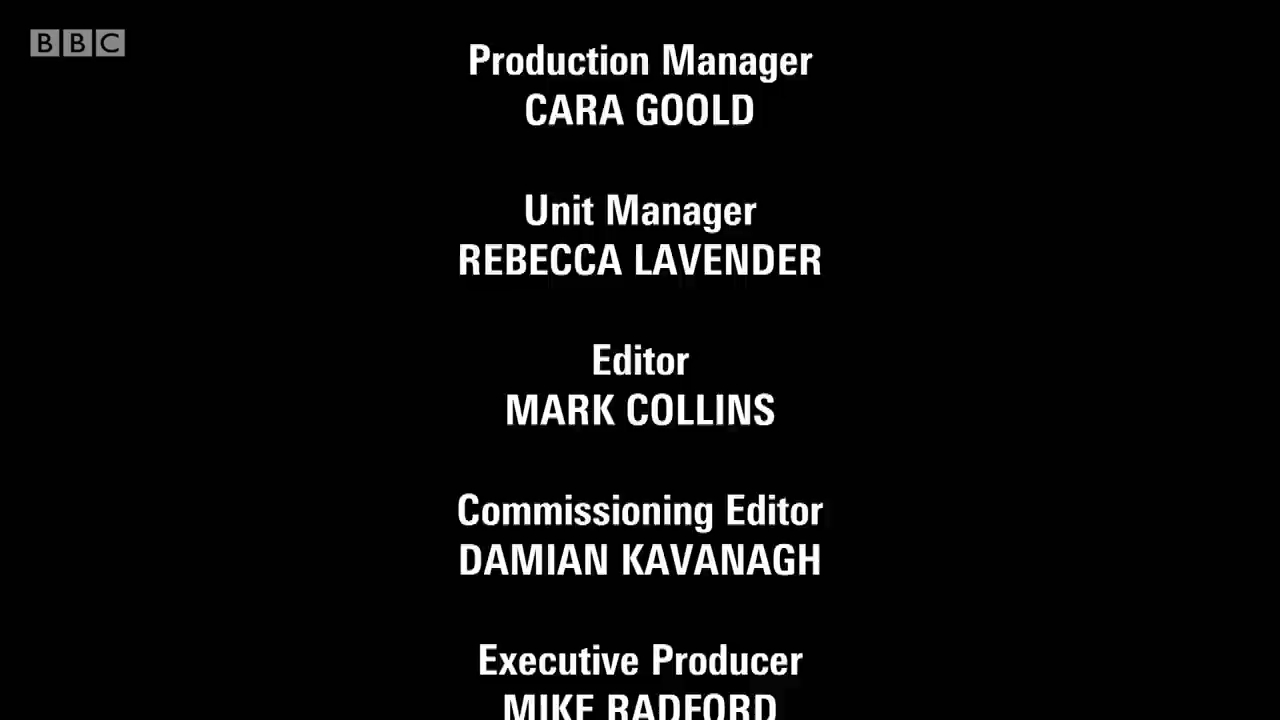 BBC
Production Manager
CARA GOOLD
Unit Manager
REBECCA LAVENDER
Editor
MARK COLLINS
Commissioning Editor
DAMIAN KAVANAGH
Executive Producer
MIKE RADFORD